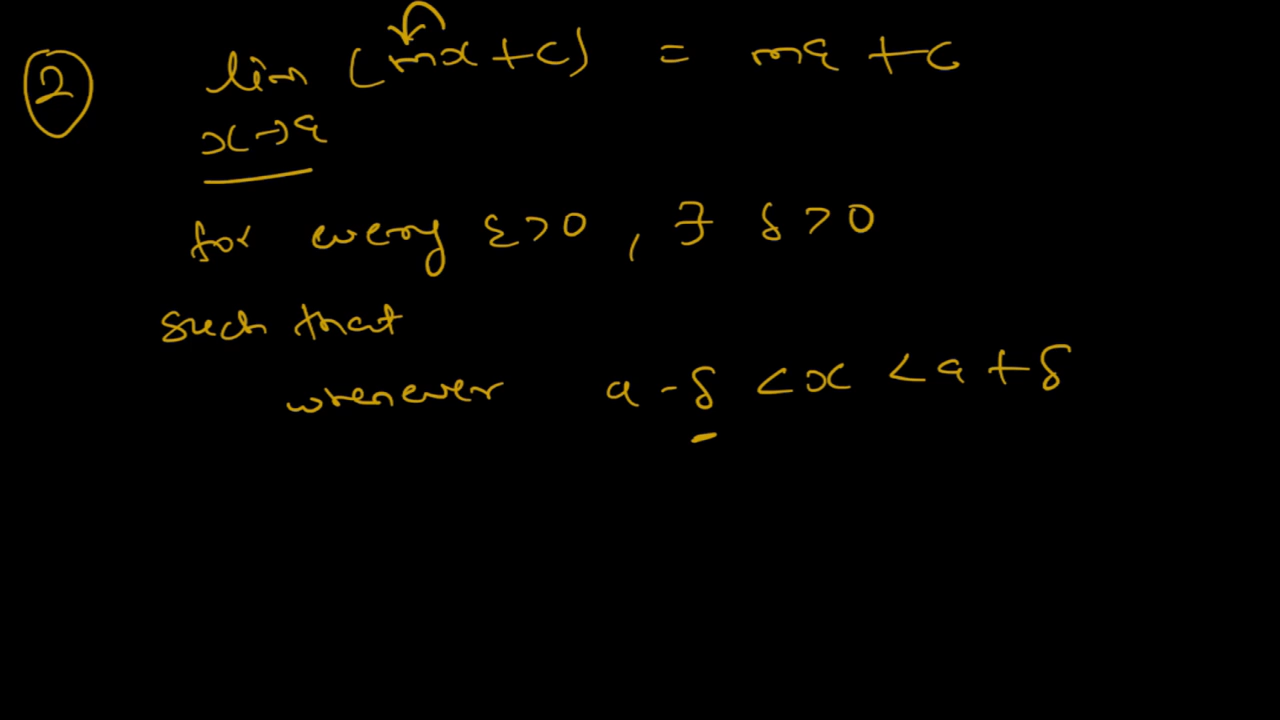 ② lim (mx+c) = ma + c
x→a
for every ε>0, ∃ δ>0
such that
whenever a-δ < x < a+δ